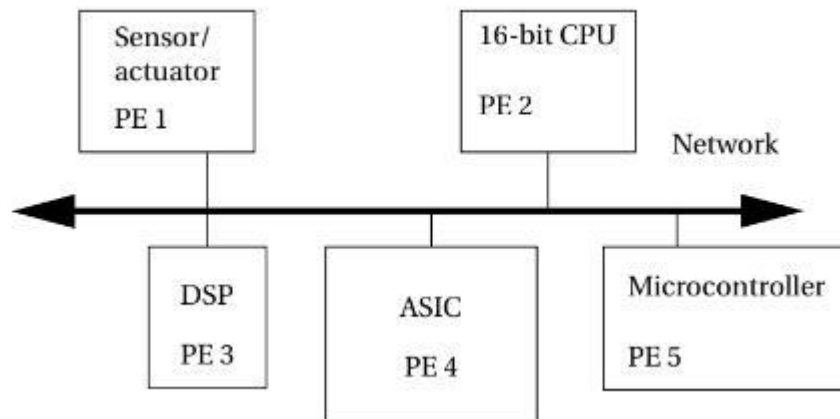 Sensor/
actuator
PE 1
16-bit CPU
PE 2
Network
DSP
PE 3
ASIC
PE 4
Microcontroller
PE 5